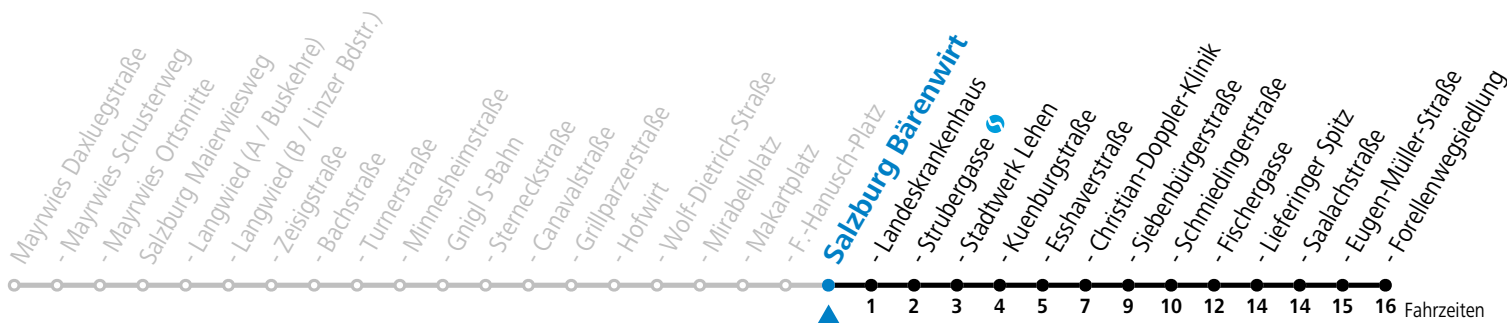 Mayrwies Daxluegstraße
- Mayrwies Schusterweg
- Mayrwies Ortsmitte
Salzburg Maierwiesweg
- Langwied (A / Buskehre)
- Langwied (B / Linzer Bdstr.)
- Zeisigstraße
- Bachstraße
- Turnerstraße
- Minnesheimstraße
- Gnigl S-Bahn
- Sterneckstraße
- Canavalstraße
- Grillparzerstraße
- Hofwirt
- Wolf-Dietrich-Straße
- Mirabellplatz
- Makartplatz
- F.-Hanusch-Platz
Salzburg Bärenwirt
- Landeskrankenhaus
- Strubergasse
- Stadtwerk Lehen
- Kuenburgstraße
- Esshaverstraße
- Christian-Doppler-Klinik
- Siebenbürgerstraße
- Schmiedingerstraße
- Fischergasse
- Lieferinger Spitz
- Saalachstraße
- Eugen-Müller-Straße
- Forellenwegsiedlung
1 2 3 4 5 7 9 10 12 14 14 15 16 Fahrzeiten